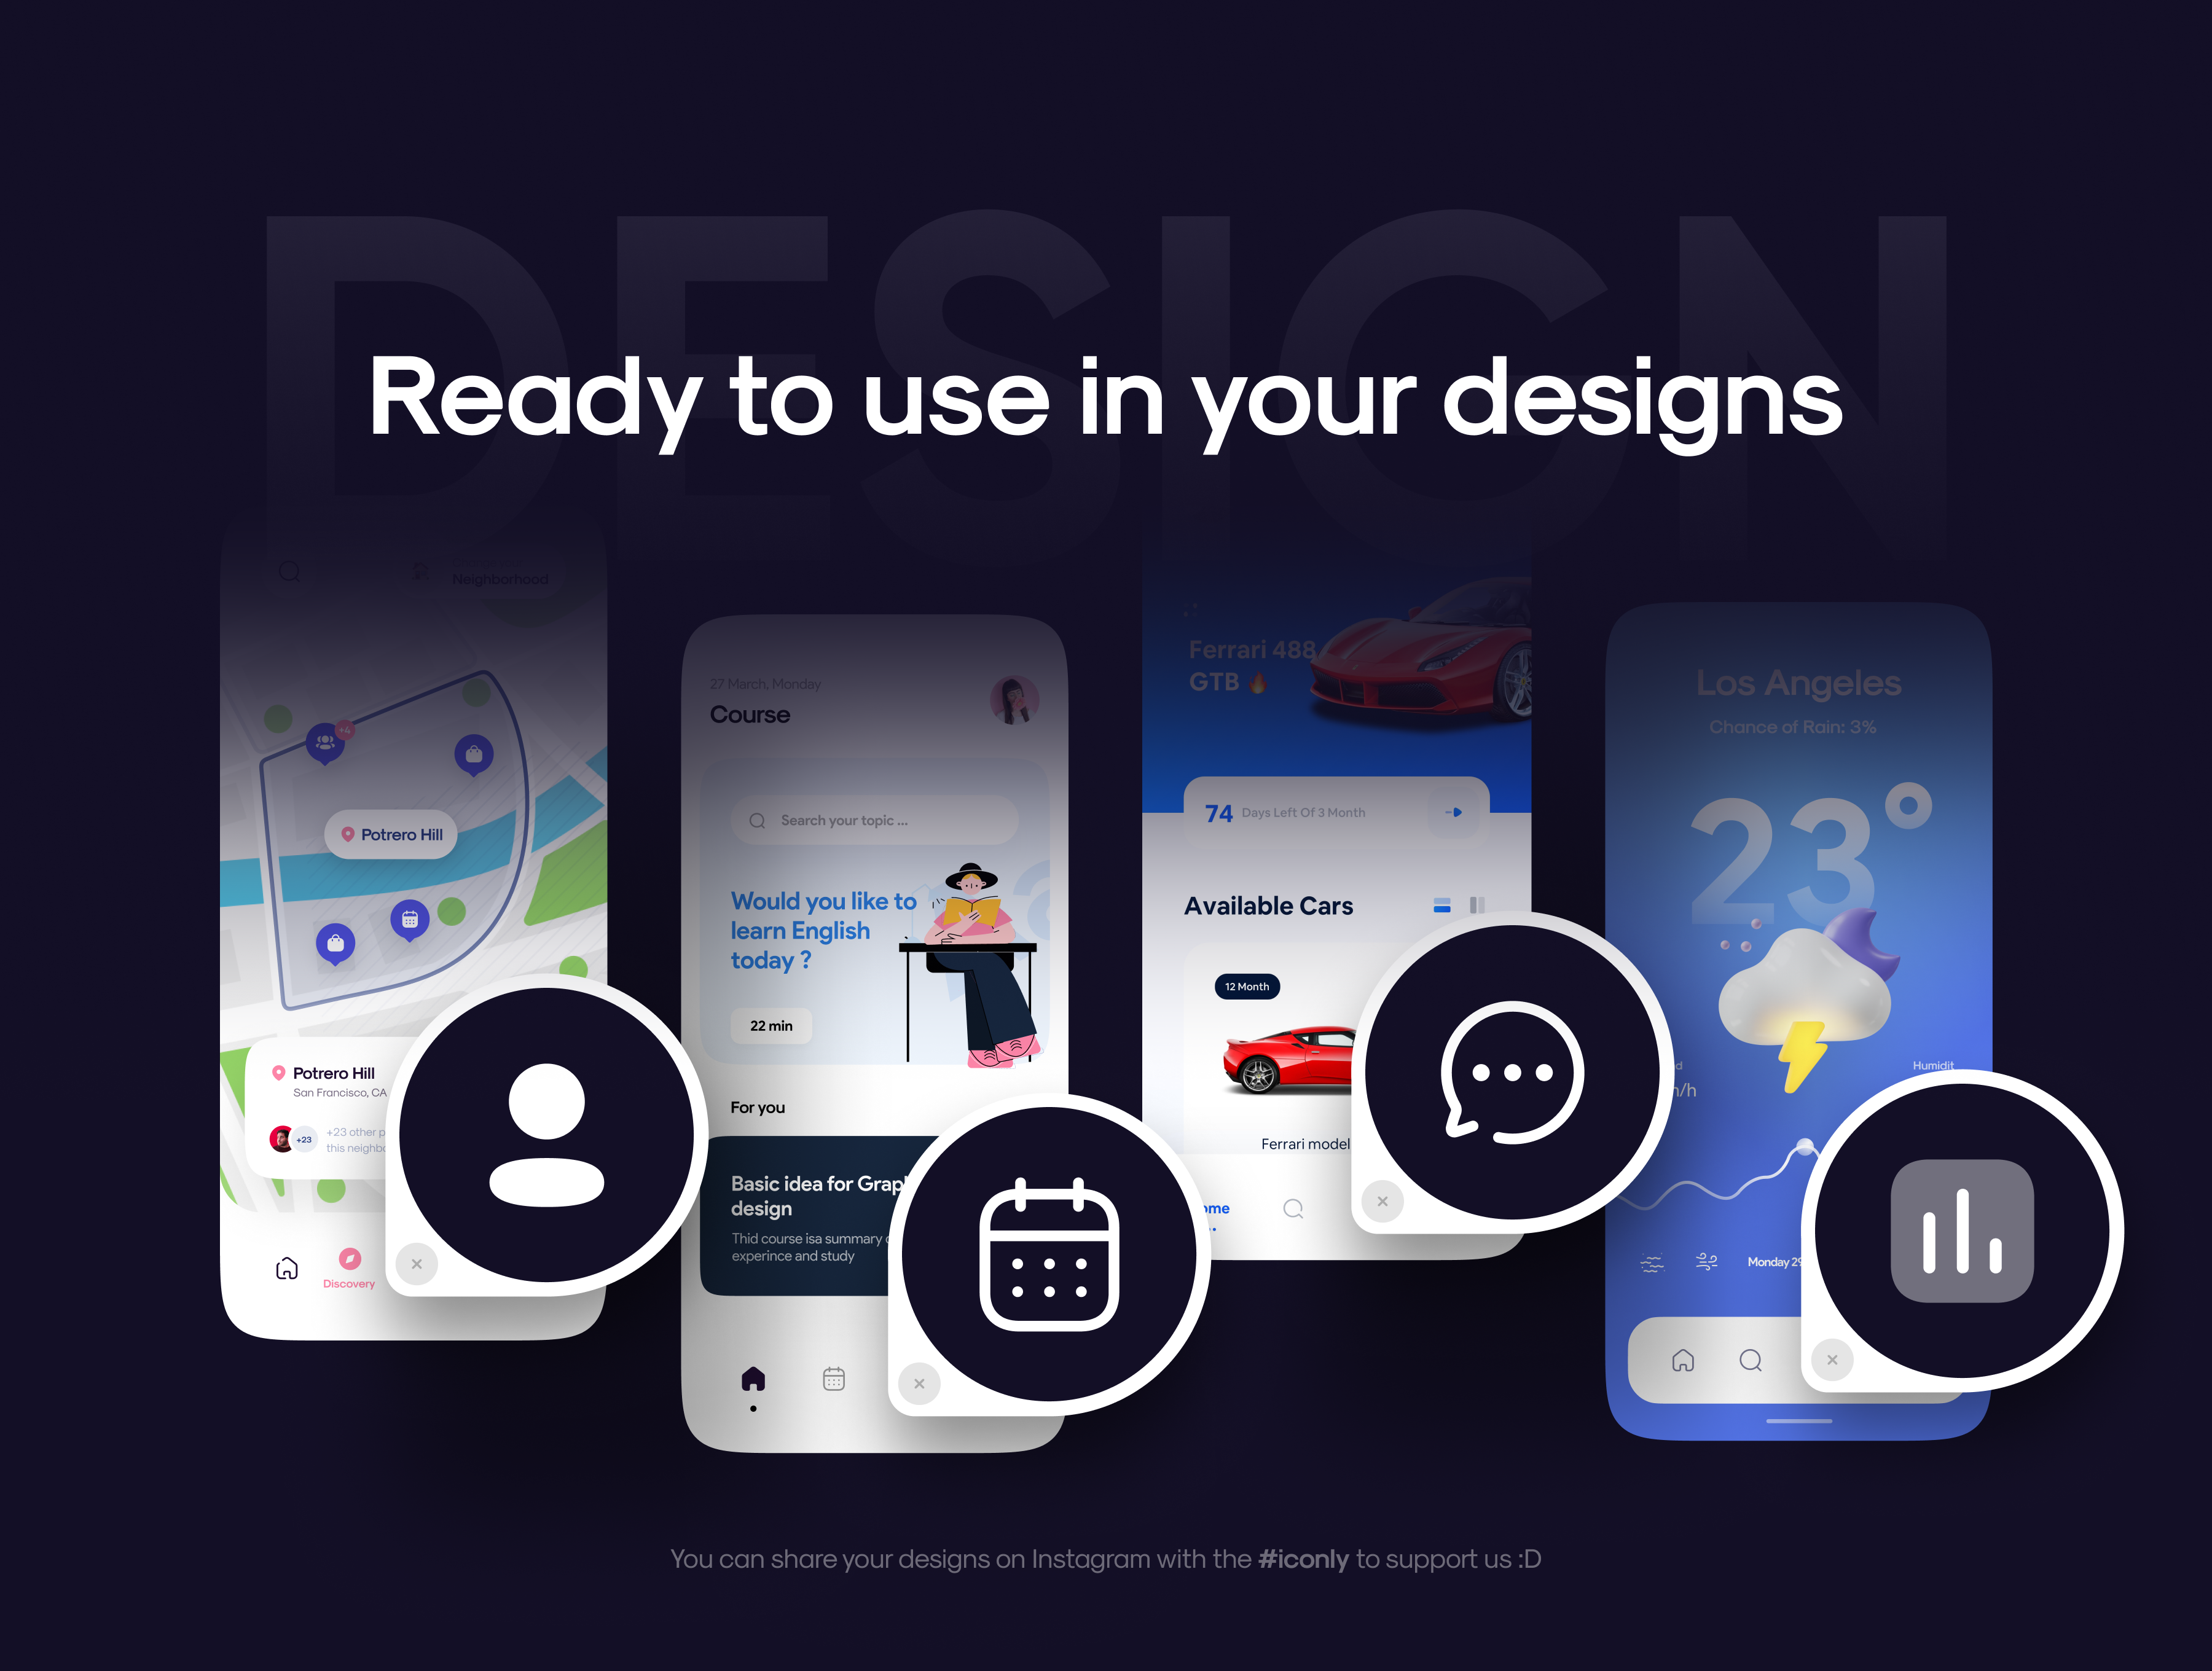 DESIGN
Ready to use in your designs
Neighborhood
+4
Potrero Hill
Potrero Hill
San Francisco, CA
+23
+23 other p
this neighb
Discovery
27 March, Monday
Course
Search your topic ...
Would you like to
learn English
today ?
22 min
For you
Basic idea for Grap
design
Thid course isa summary
experince and study
Ferrari 488
GTB 🔥
74 Days Left Of 3 Month
Available Cars
12 Month
Ferrari model
ome
Los Angeles
Chance of Rain: 3%
23°
d
Humidit
/h
Monday 29
You can share your designs on Instagram with the #iconly to support us :D